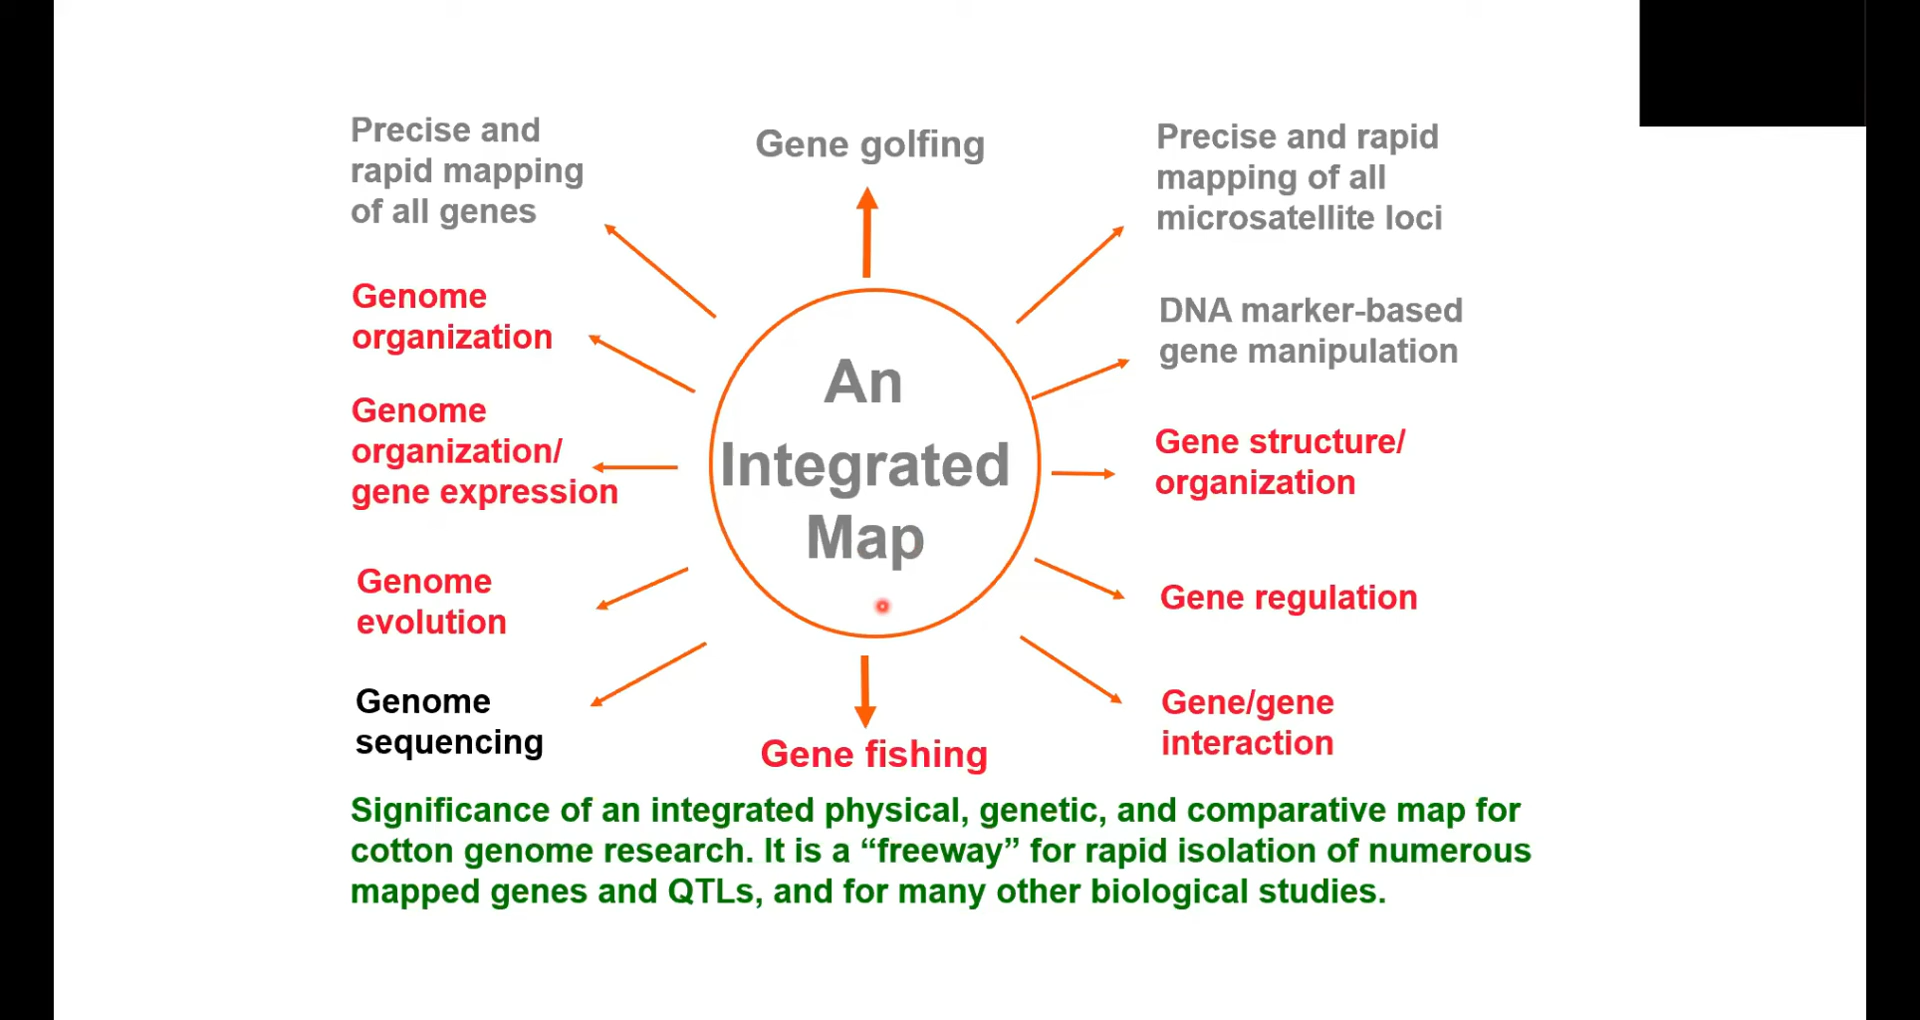 Precise and
rapid mapping
of all genes
Gene golfing
Precise and rapid
mapping of all
microsatellite loci
Genome
organization
DNA marker-based
gene manipulation
Genome
organization/
gene expression
An
Integrated
Map
Gene structure/
organization
Genome
evolution
Gene regulation
Genome
sequencing
Gene fishing
Gene/gene
interaction
Significance of an integrated physical, genetic, and comparative map for
cotton genome research. It is a “freeway” for rapid isolation of numerous
mapped genes and QTLs, and for many other biological studies.